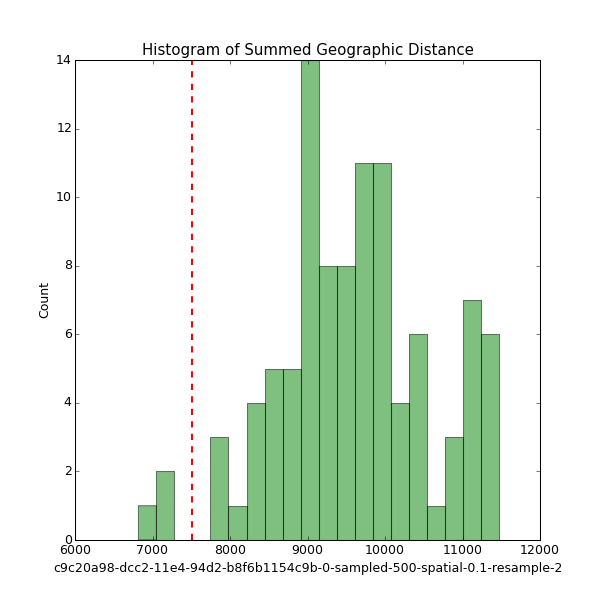 Histogram of Summed Geographic Distance
14
12
10
8
6
4
2
0
Count
6000 7000 8000 9000 10000 11000 12000
c9c20a98-dcc2-11e4-94d2-b8f6b1154c9b-0-sampled-500-spatial-0.1-resample-2